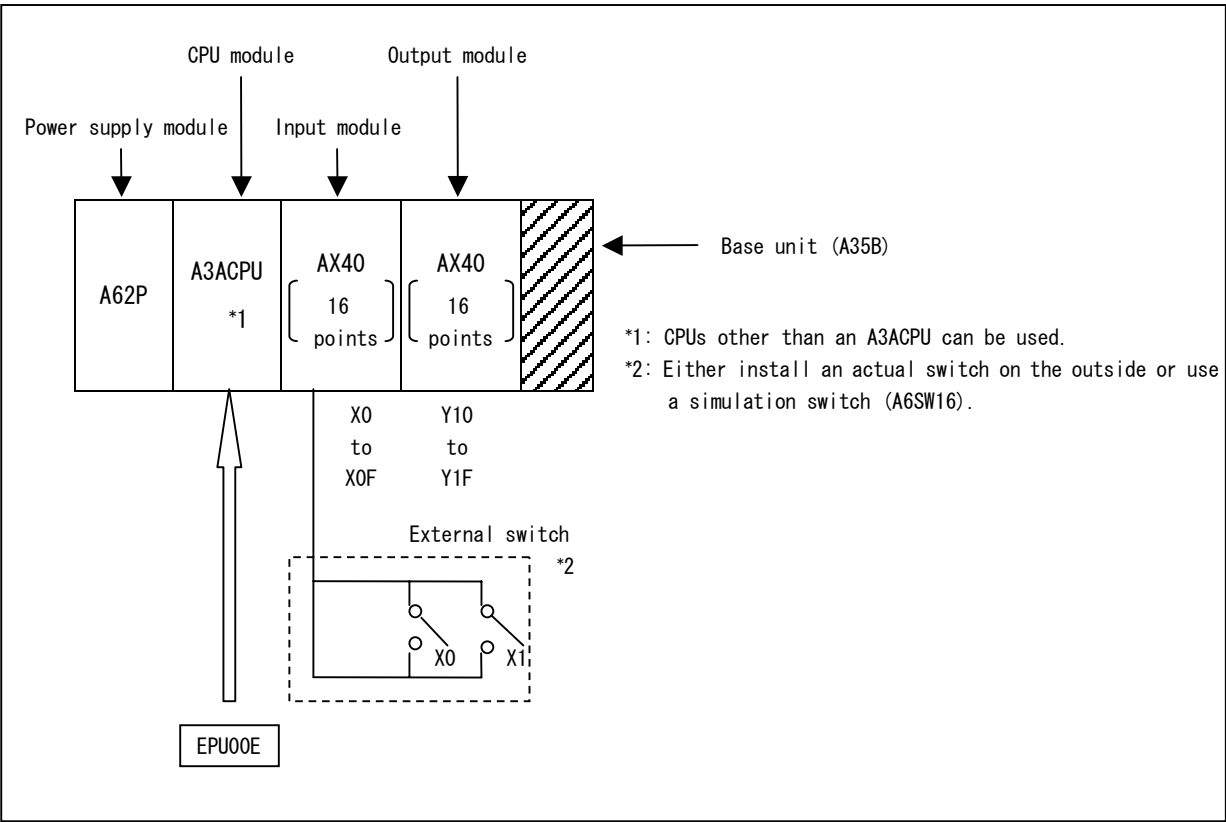 CPU module
Output module
Power supply module
Input module
A62P
A3ACPU
*1
AX40
16
points
AX40
16
points
Base unit (A35B)
*1: CPUs other than an A3ACPU can be used.
*2: Either install an actual switch on the outside or use
a simulation switch (A6SW16).
X0
to
X0F
Y10
to
Y1F
External switch
*2
X0
X1
EPU00E